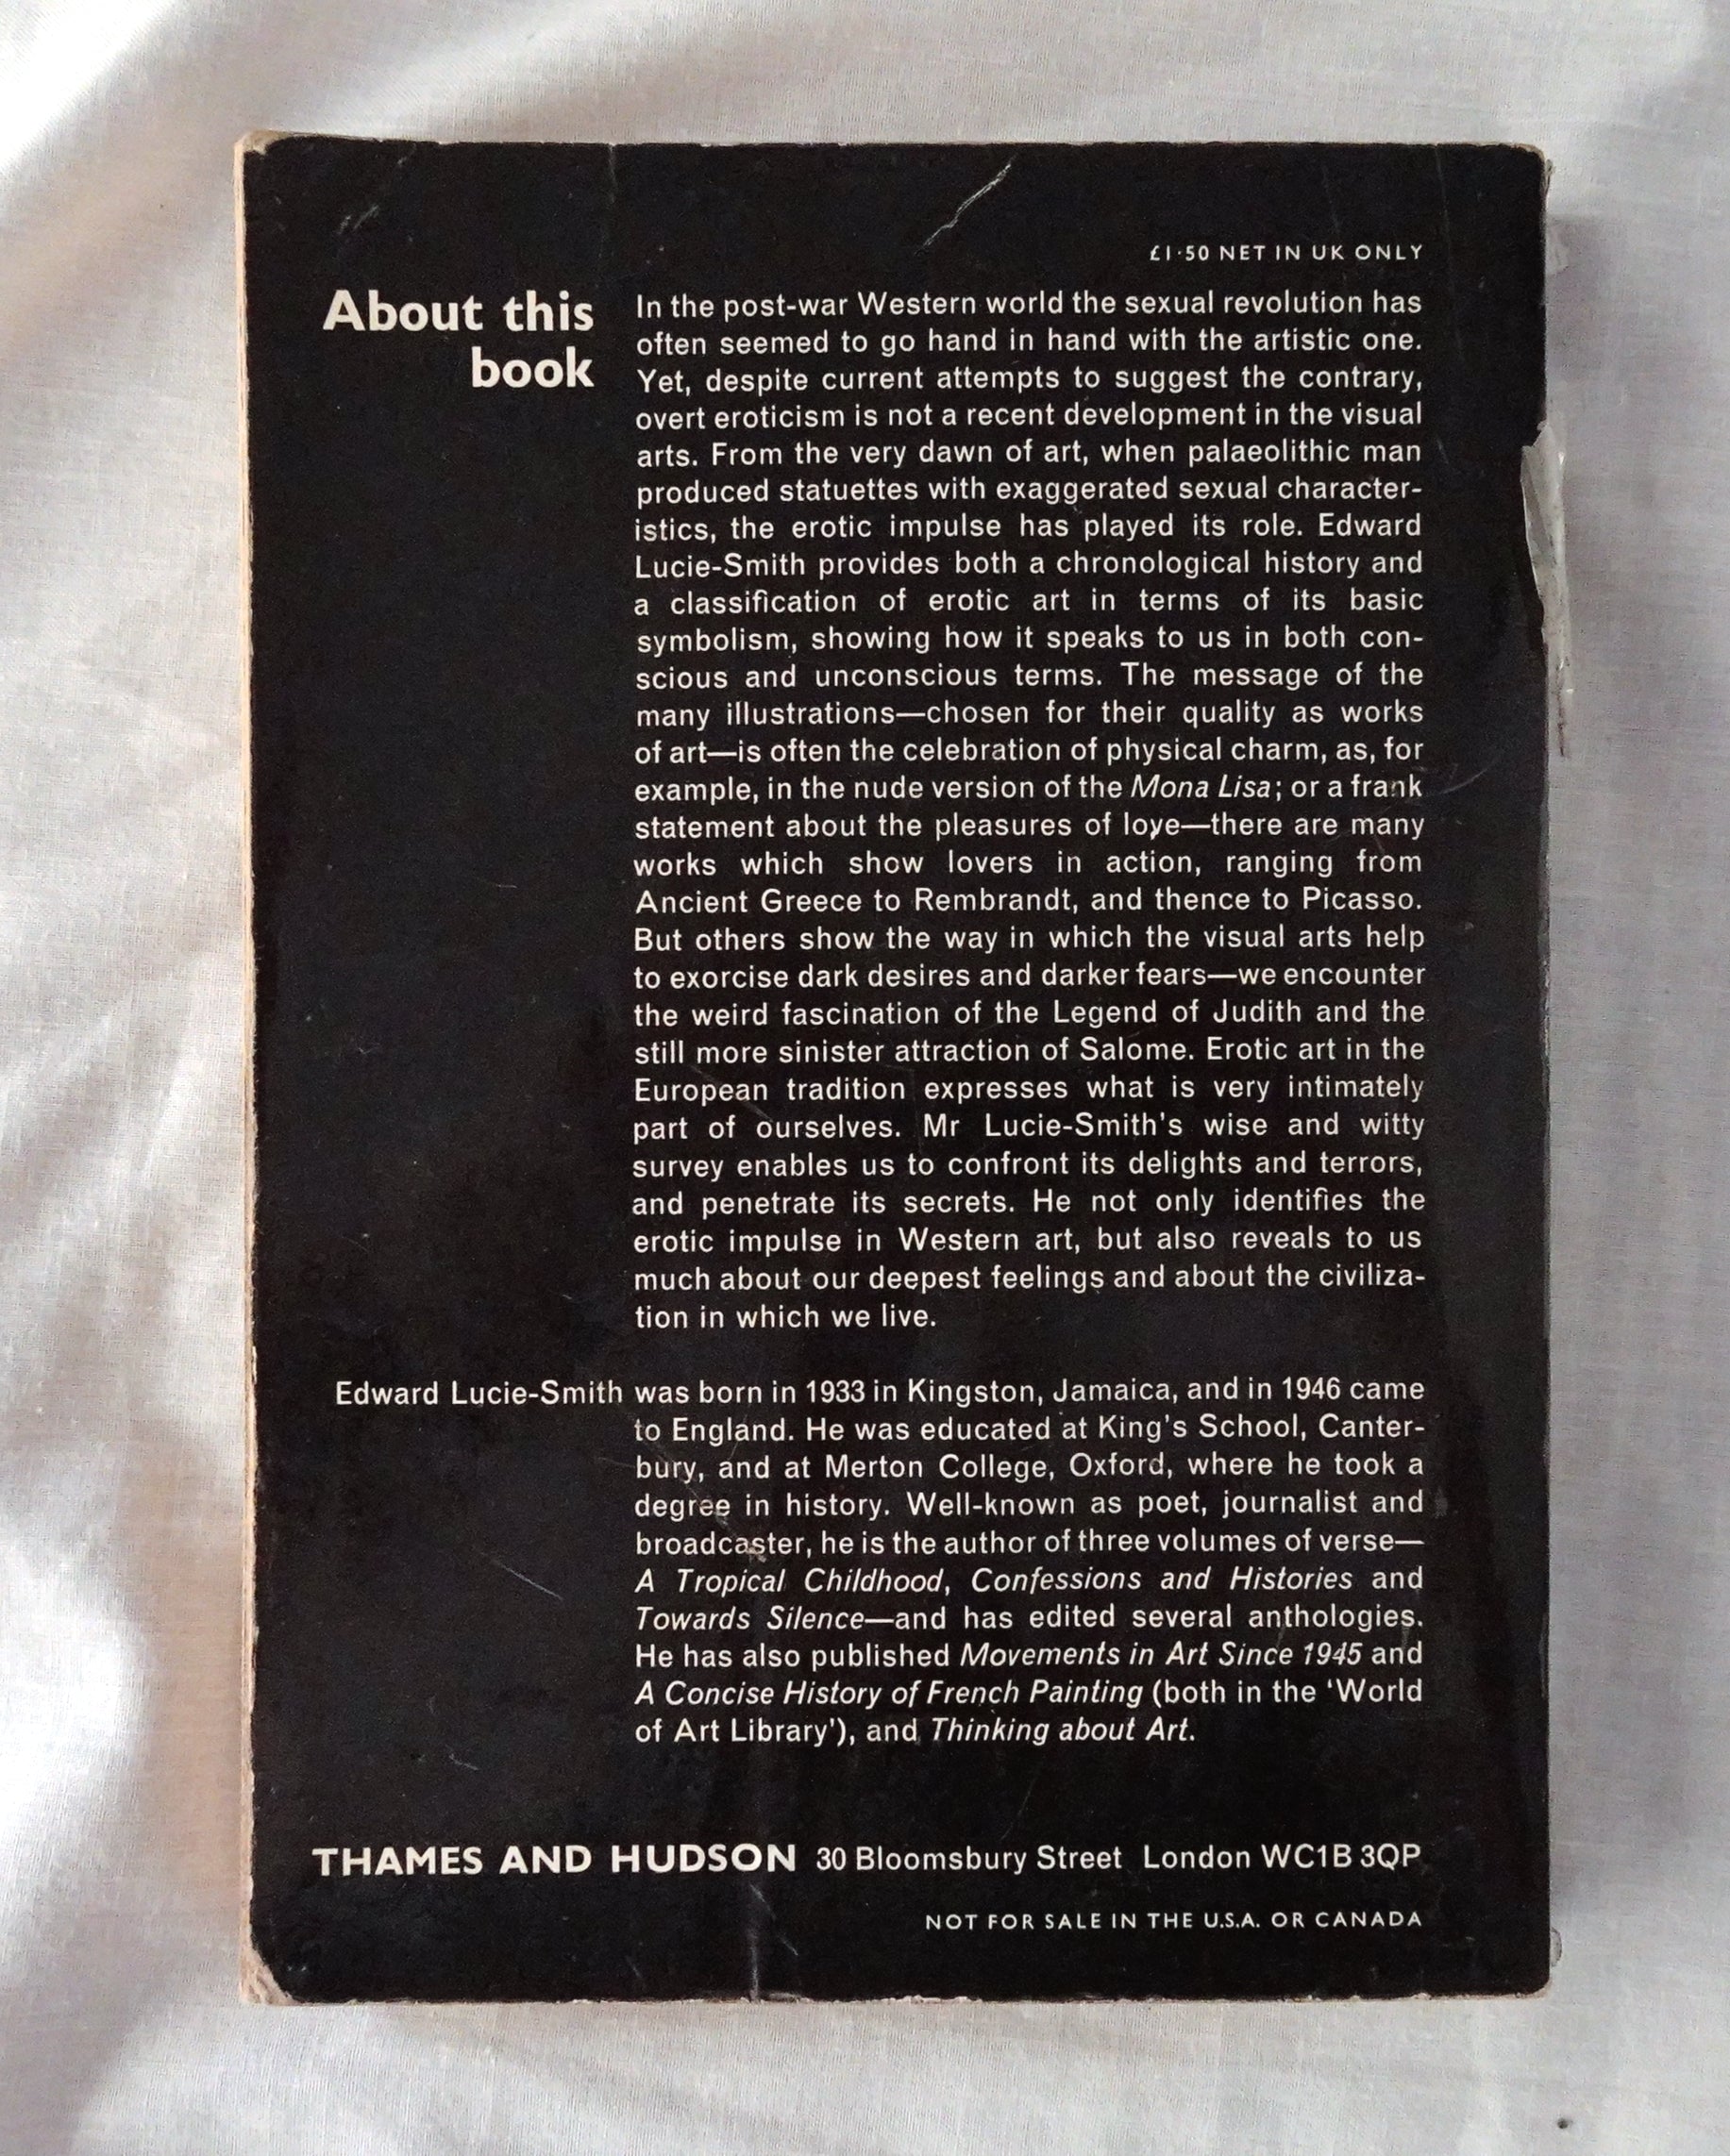 £1·50 NET IN UK ONLY
About this
book
In the post-war Western world the sexual revolution has
often seemed to go hand in hand with the artistic one.
Yet, despite current attempts to suggest the contrary,
overt eroticism is not a recent development in the visual
arts. From the very dawn of art, when palaeolithic man
produced statuettes with exaggerated sexual character-
istics, the erotic impulse has played its role. Edward
Lucie-Smith provides both a chronological history and
a classification of erotic art in terms of its basic
symbolism, showing how it speaks to us in both con-
scious and unconscious terms. The message of the
many illustrations—chosen for their quality as works
of art—is often the celebration of physical charm, as, for
example, in the nude version of the Mona Lisa; or a frank
statement about the pleasures of love—there are many
works which show lovers in action, ranging from
Ancient Greece to Rembrandt, and thence to Picasso.
But others show the way in which the visual arts help
to exorcise dark desires and darker fears—we encounter
the weird fascination of the Legend of Judith and the
still more sinister attraction of Salome. Erotic art in the
European tradition expresses what is very intimately
part of ourselves. Mr Lucie-Smith's wise and witty
survey enables us to confront its delights and terrors,
and penetrate its secrets. He not only identifies the
erotic impulse in Western art, but also reveals to us
much about our deepest feelings and about the civiliza-
tion in which we live.
Edward Lucie-Smith was born in 1933 in Kingston, Jamaica, and in 1946 came
to England. He was educated at King's School, Canter-
bury, and at Merton College, Oxford, where he took a
degree in history. Well-known as poet, journalist and
broadcaster, he is the author of three volumes of verse—
A Tropical Childhood, Confessions and Histories and
Towards Silence—and has edited several anthologies.
He has also published Movements in Art Since 1945 and
A Concise History of French Painting (both in the 'World
of Art Library'), and Thinking about Art.
THAMES AND HUDSON 30 Bloomsbury Street London WC1B 3QP
NOT FOR SALE IN THE U.S.A. OR CANADA